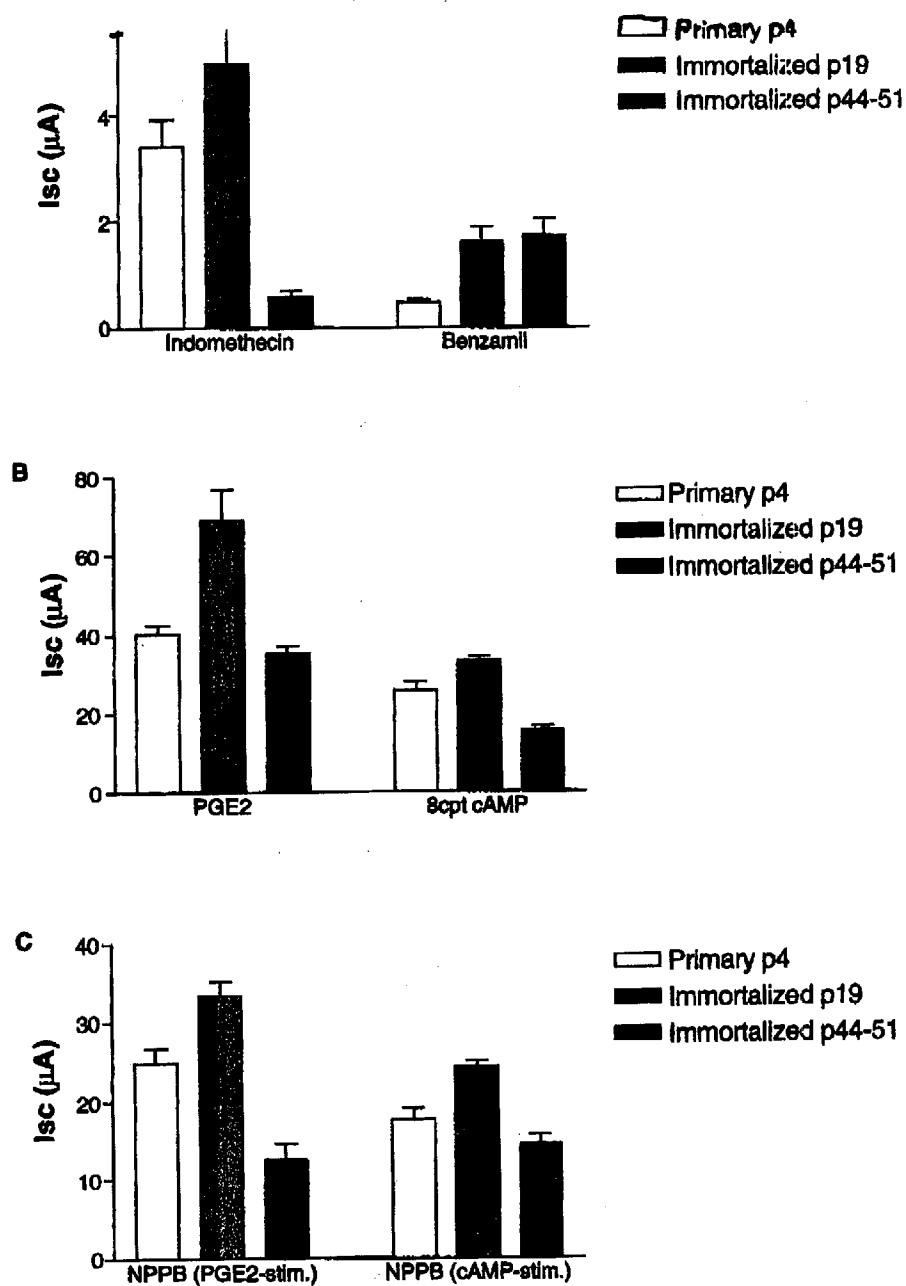 Primary p4
Immortalized p19
Immortalized p44-51
Isc (µA)
4
2
0
Indomethecin
Benzamil
B
80
60
40
20
0
Isc (µA)
PGE2
8cpt cAMP
Primary p4
Immortalized p19
Immortalized p44-51
C
40
30
20
10
0
Isc (µA)
NPPB (PGE2-stim.)
NPPB (cAMP-stim.)
Primary p4
Immortalized p19
Immortalized p44-51